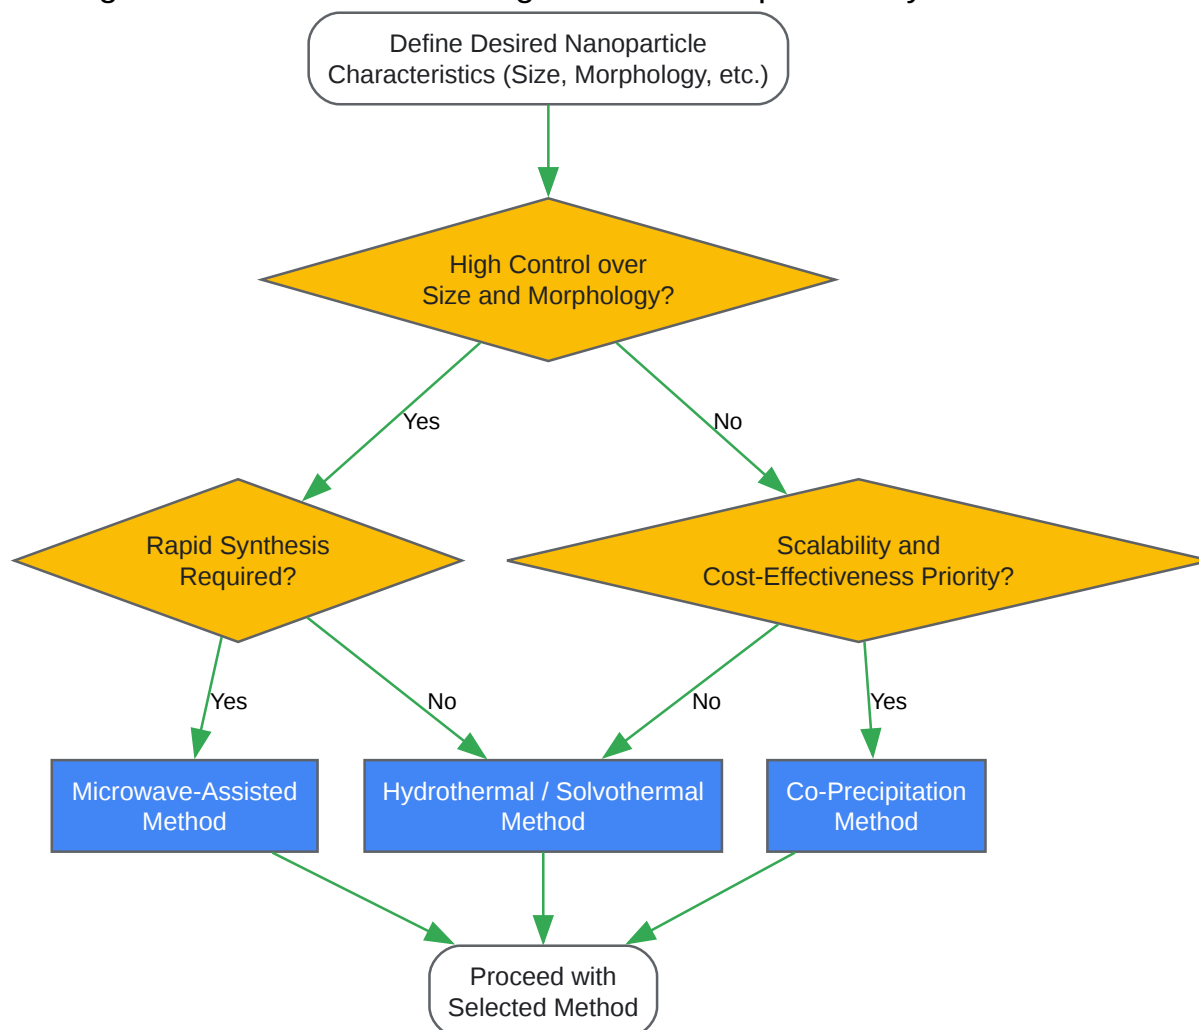 Define Desired Nanoparticle
Characteristics (Size, Morphology, etc.)
High Control over
Size and Morphology?
Yes
No
Rapid Synthesis
Required?
Scalability and
Cost-Effectiveness Priority?
Yes
No
No
Yes
Microwave-Assisted
Method
Hydrothermal / Solvothermal
Method
Co-Precipitation
Method
Proceed with
Selected Method